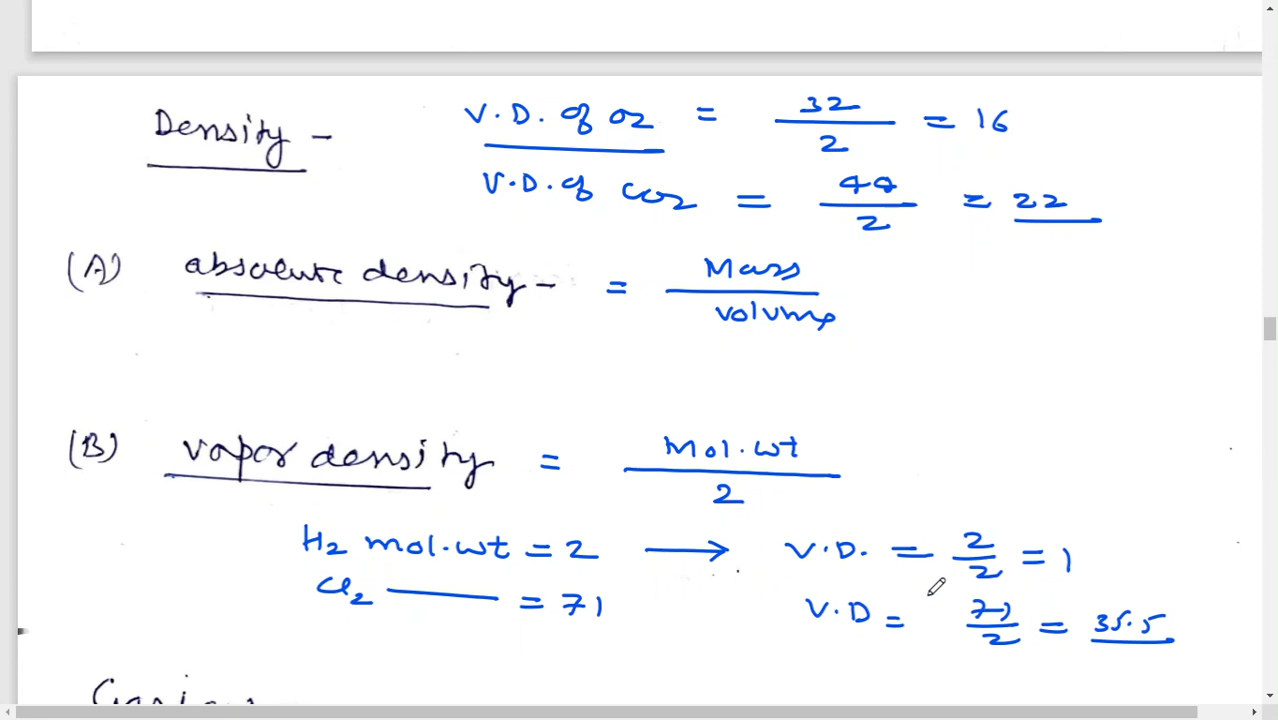 Density - V.D. of O2 = 32/2 = 16
V.D. of CO2 = 44/2 = 22
(A) absolute density - = Mass/volume
(B) vapor density = Mol.wt/2
H2 mol.wt = 2 → V.D. = 2/2 = 1
Cl2 —— = 71 V.D = 71/2 = 35.5